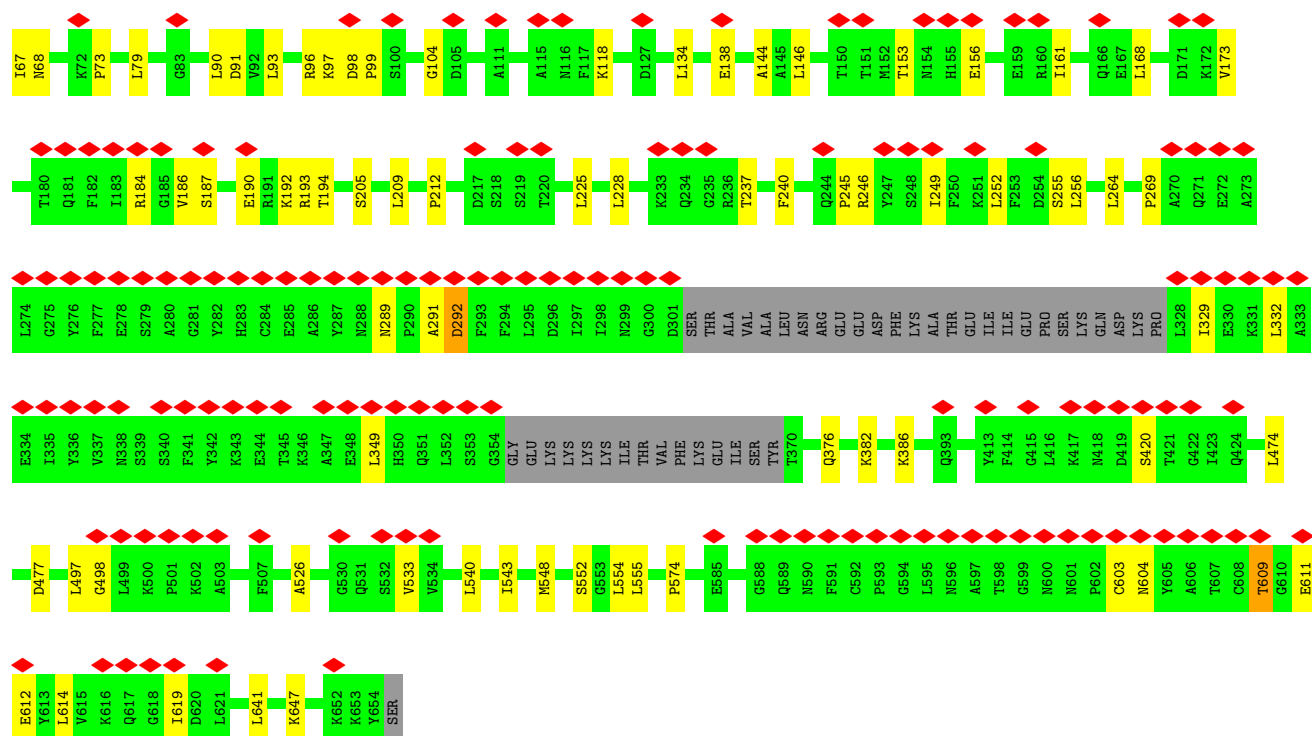 I67 N68 K72 P73 L79 G83 L90 D91 V92 L93 R96 K97 D98 P99 S100 G104 D105 A111 A115 N116 F117 K118 D127 L134 E138 A144 A145 L146 T150 T151 M152 T153 N154 H155 E156 E159 R160 I161 Q166 E167 L168 D171 K172 V173
T180 Q181 F182 I183 R184 G185 V186 S187 E190 R191 K192 R193 T194 S205 L209 P212 D217 S218 S219 T220 L225 L228 K233 Q234 G235 R236 T237 F240 Q244 P245 R246 Y247 S248 I249 F250 K251 L252 F253 D254 S255 L256 L264 P269 A270 Q271 E272 A273
L274 G275 Y276 F277 E278 S279 A280 G281 Y282 H283 C284 E285 A286 Y287 N288 N289 P290 A291 D292 F293 F294 L295 D296 I297 I298 N299 G300 D301 SER THR ALA VAL ALA LEU ASN ARG GLU GLU ASP PHE LYS ALA THR GLU ILE ILE GLU PRO SER LYS GLN ASP LYS PRO L328 I329 E330 K331 L332 A333
E334 I335 Y336 V337 N338 S339 S340 F341 Y342 K343 E344 T345 K346 A347 E348 L349 H350 Q351 L352 S353 G354 GLY GLU LYS LYS LYS LYS ILE THR VAL PHE LYS GLU ILE SER TYR T370 Q376 K382 K386 Q393 Y413 F414 G415 L416 K417 N418 D419 S420 T421 G422 I423 Q424 L474
D477 L497 G498 L499 K500 P501 K502 A503 F507 A526 G530 Q531 S532 V533 V534 L540 I543 M548 S552 G553 L554 L555 P574 E585 G588 Q589 N590 F591 C592 P593 G594 L595 N596 A597 T598 G599 N600 N601 P602 C603 N604 Y605 A606 T607 C608 T609 G610 E611
E612 Y613 L614 V615 K616 Q617 G618 I619 D620 L621 L641 K647 K652 K653 Y654 SER